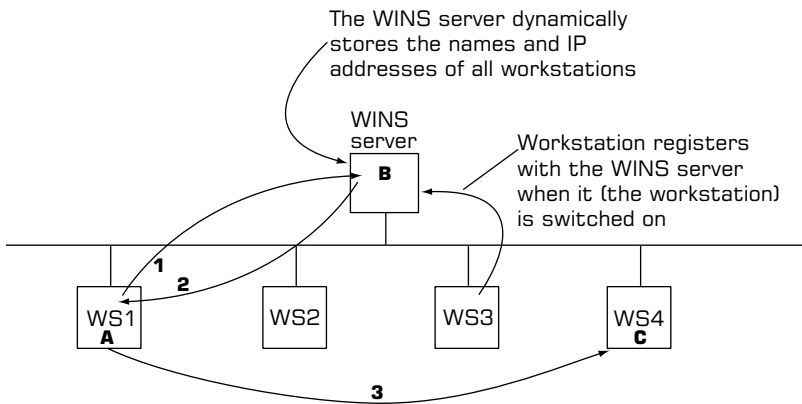 The WINS server dynamically
stores the names and IP
addresses of all workstations
WINS
server
B
Workstation registers
with the WINS server
when it (the workstation)
is switched on
1
2
WS1
A
WS2
WS3
WS4
C
3